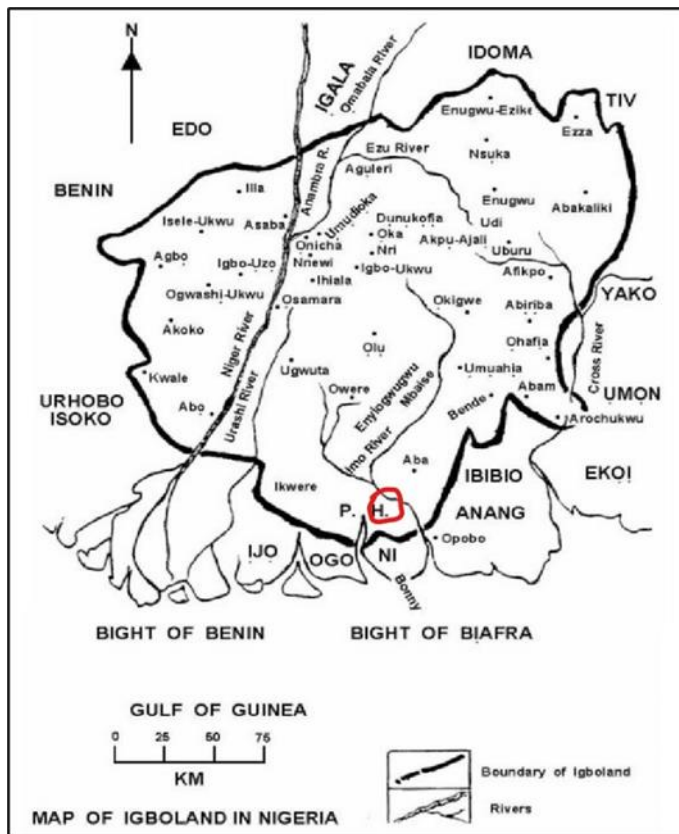 N
IDOMA
IGALA
Omabala River
TIV
Enugwu-Ezike
Ezza
EDO
Ezu River
Nsuka
Anambra R.
Aguleri
BENIN
Illa
Enugwu
Abakaliki
Umudioka
Dunukofia
Isele-Ukwu
Asaba
Udi
Onicha
Oka
Akpu-Ajali
Uburu
Nnewi
Nri
Agbo
Igbo-Uzo
Igbo-Ukwu
Afikpo
Ihiala
Ogwashi-Ukwu
YAKO
Osamara
Okigwe
Abiriba
Akoko
Niger River
Olu
Ohafia
Cross River
Ugwuta
Umuahia
Kwale
Urashi River
Owere
Enyiogwugwu
Mbaise
Abam
UMON
URHOBO
ISOKO
Bende
Abo
Arochukwu
Imo River
Aba
IBIBIO
EKOI
Ikwere
P. H.
ANANG
Opobo
IJO
OGO
NI
Bonny
BIGHT OF BENIN
BIGHT OF BIAFRA
GULF OF GUINEA
0 25 50 75
KM
Boundary of Igboland
Rivers
MAP OF IGBOLAND IN NIGERIA